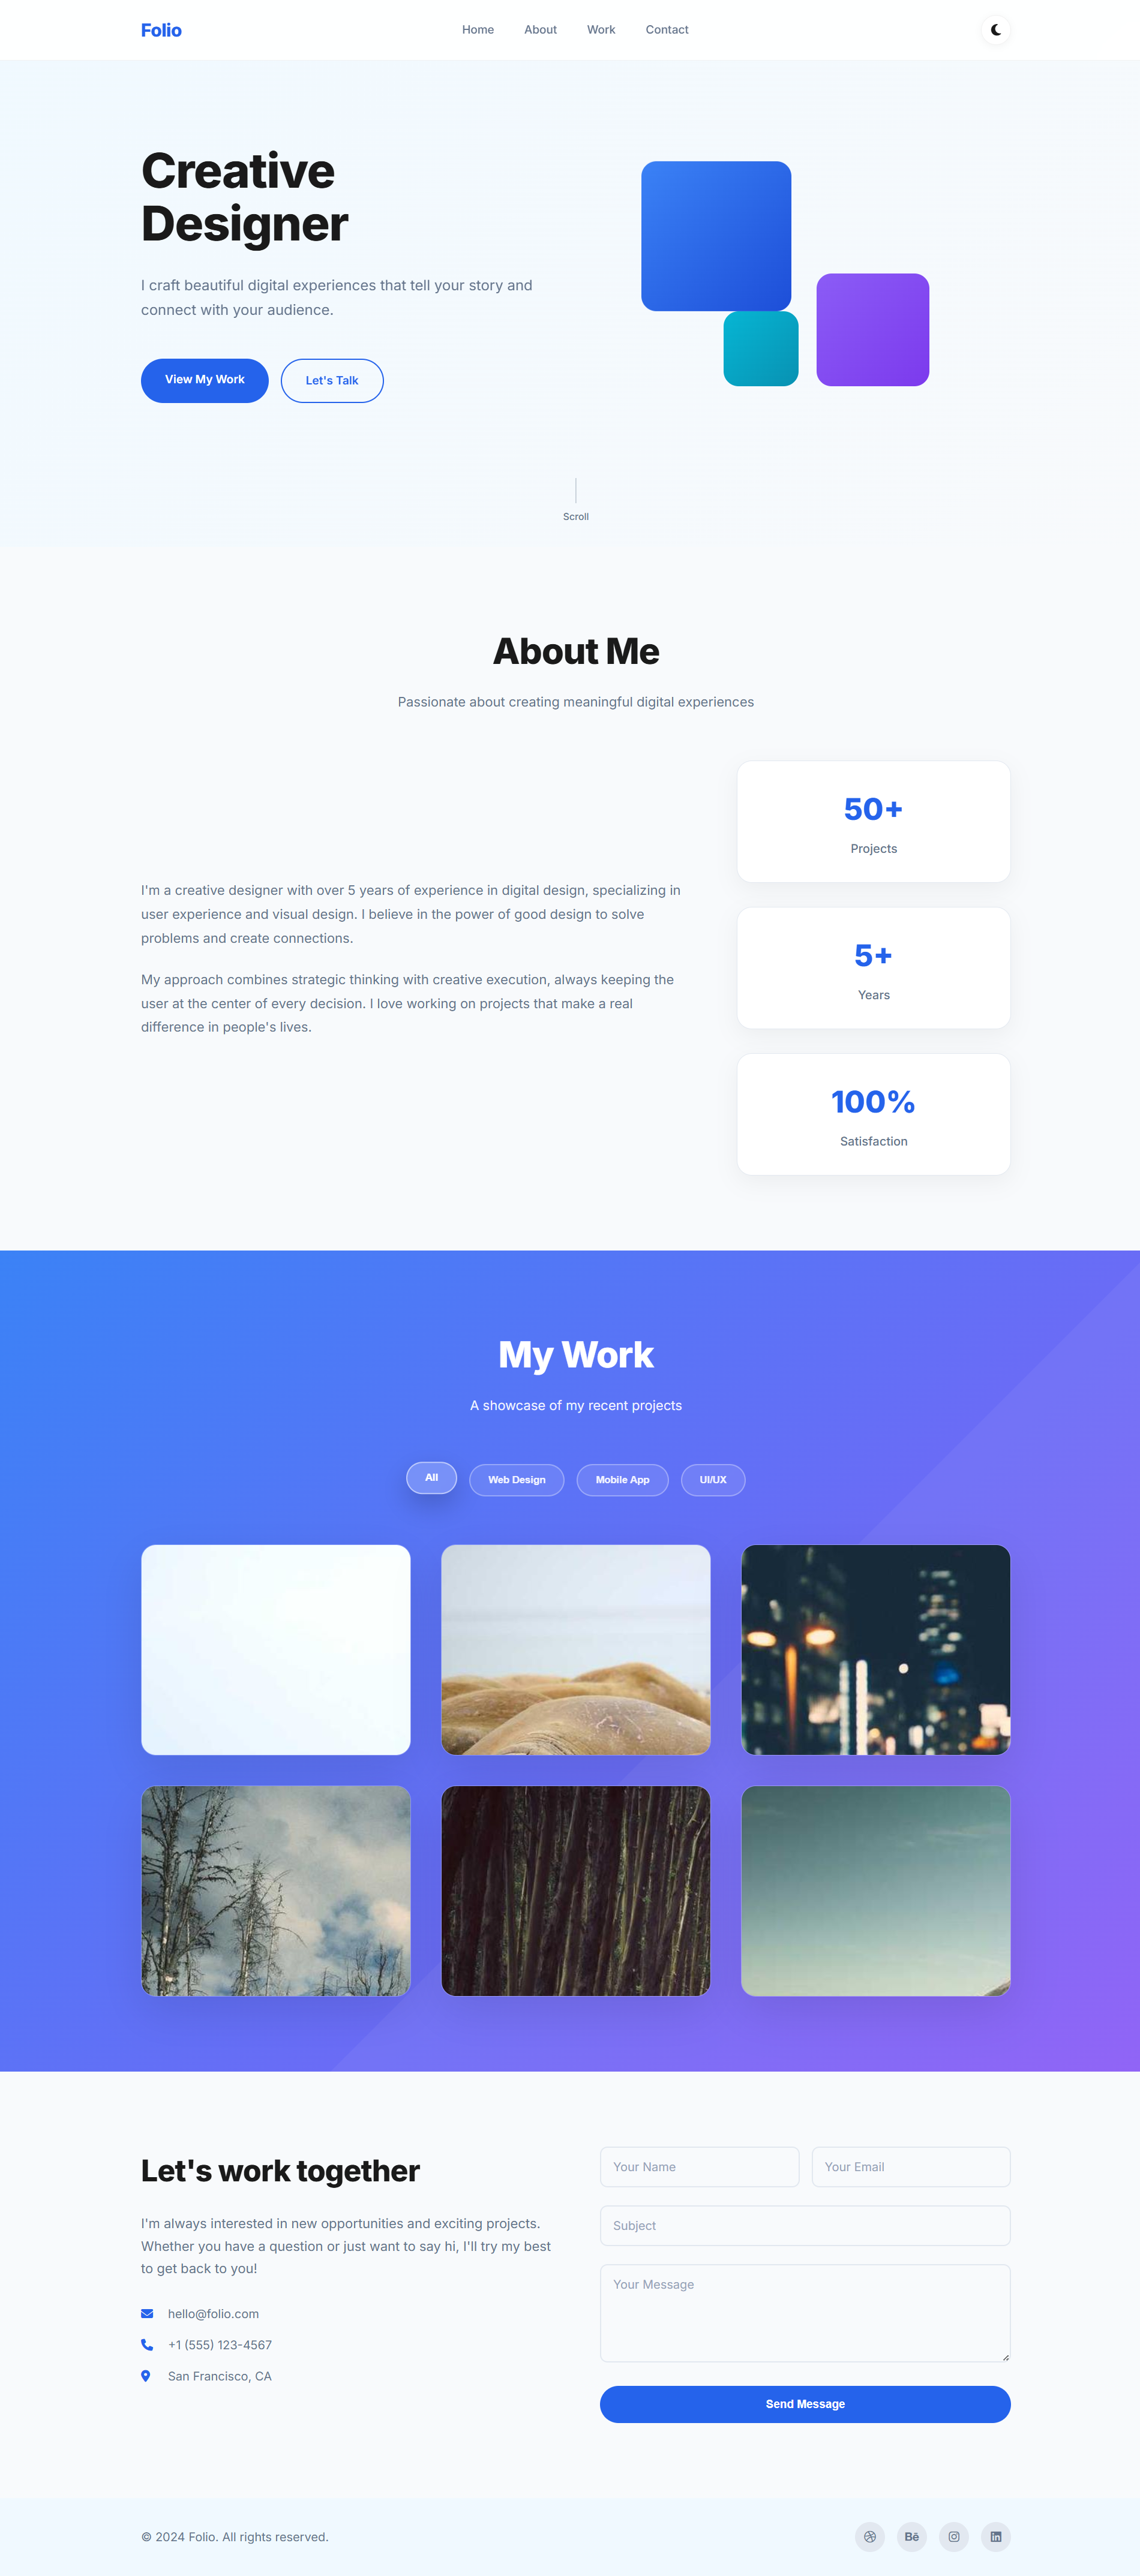 Folio
Home
About
Work
Contact
Creative
Designer
I craft beautiful digital experiences that tell your story and
connect with your audience.
View My Work
Let's Talk
Scroll
About Me
Passionate about creating meaningful digital experiences
I'm a creative designer with over 5 years of experience in digital design, specializing in
user experience and visual design. I believe in the power of good design to solve
problems and create connections.
My approach combines strategic thinking with creative execution, always keeping the
user at the center of every decision. I love working on projects that make a real
difference in people's lives.
50+
Projects
5+
Years
100%
Satisfaction
My Work
A showcase of my recent projects
All
Web Design
Mobile App
UI/UX
Let's work together
I'm always interested in new opportunities and exciting projects.
Whether you have a question or just want to say hi, I'll try my best
to get back to you!
hello@folio.com
+1 (555) 123-4567
San Francisco, CA
Your Name
Your Email
Subject
Your Message
Send Message
© 2024 Folio. All rights reserved.
Bē
in